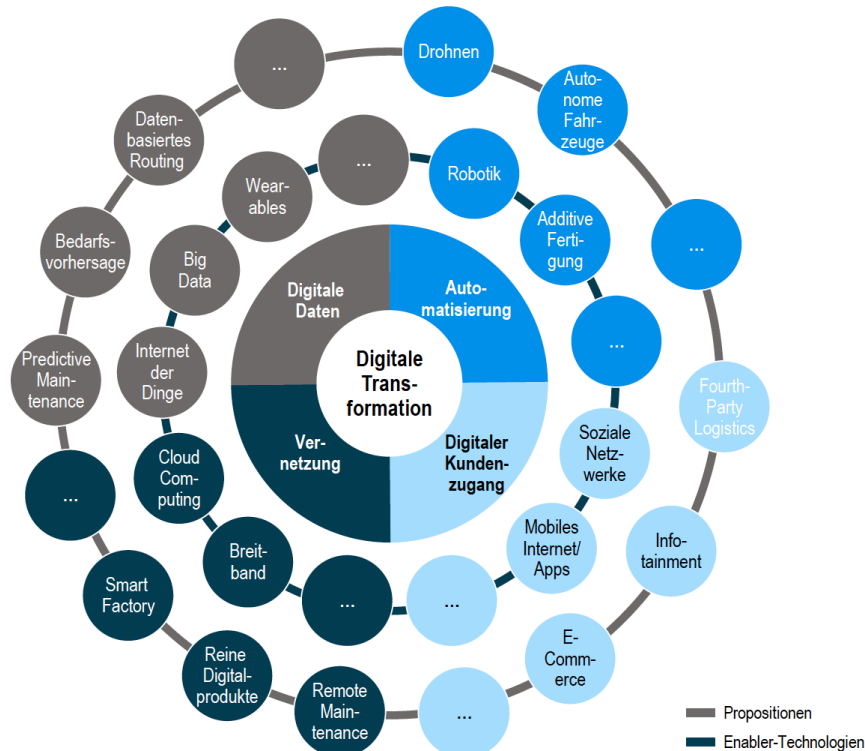 ...
Drohnen
Auto-
nome
Fahr-
zeuge
Daten-
basiertes
Routing
...
Wear-
ables
Robotik
Additive
Ferti-
gung
Bedarfs-
vorhersage
Big
Data
...
Digitale
Daten
Auto-
matisierung
...
Predictive
Main-
tenance
Internet
der
Dinge
Digitale
Trans-
formation
Fourth-
Party
Logistics
Ver-
netzung
Digitaler
Kunden-
zugang
Soziale
Netz-
werke
...
Cloud
Com-
puting
Mobiles
Internet/
Apps
Info-
tainment
Breit-
band
...
...
Smart
Factory
E-
Comm-
erce
Reine
Digital-
produkte
Remote
Main-
tenance
...
Propositionen
Enabler-Technologien